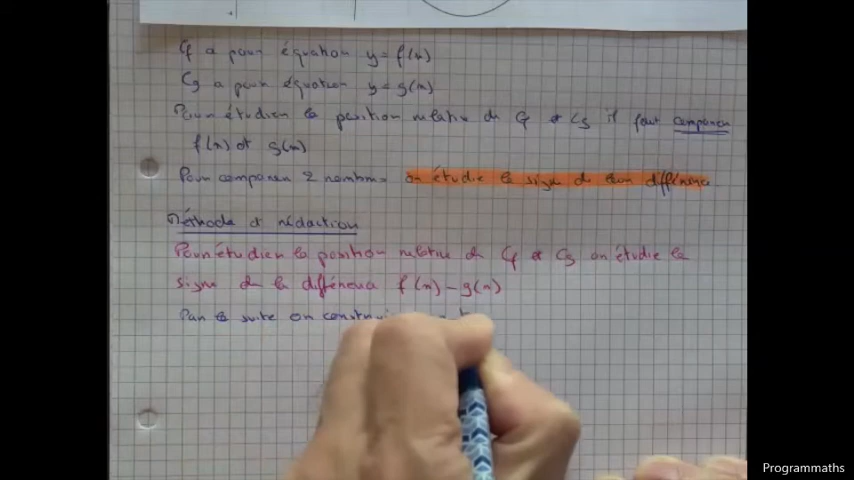 Cf a pour équation y = f(x)
Cg a pour équation y = g(x)
Pour étudier la position relative de Cf et Cg il faut comparer
f(x) et g(x)
Pour comparer 2 nombres on étudie le signe de leur différence
Méthode et rédaction
Pour étudier la position relative de Cf et Cg on étudie le
signe de la différence f(x) - g(x)
Par la suite on
Programmaths